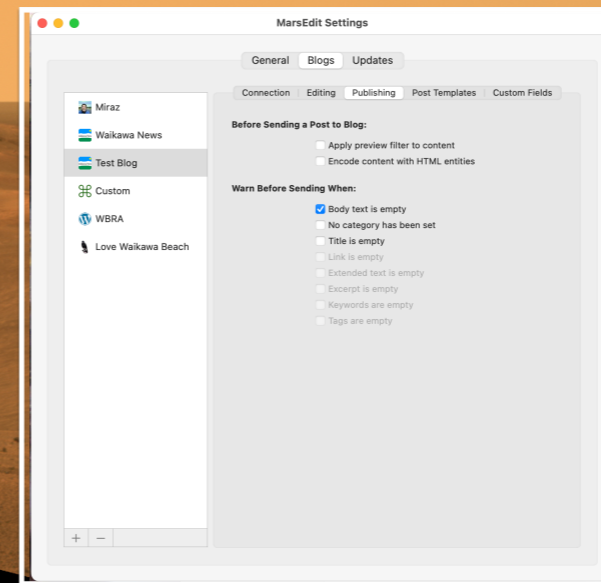 MarsEdit Settings
General Blogs Updates
Miraz
Waikawa News
Test Blog
Custom
WBRA
Love Waikawa Beach
Connection Editing Publishing Post Templates Custom Fields
Before Sending a Post to Blog:
Apply preview filter to content
Encode content with HTML entities
Warn Before Sending When:
Body text is empty
No category has been set
Title is empty
Link is empty
Extended text is empty
Excerpt is empty
Keywords are empty
Tags are empty